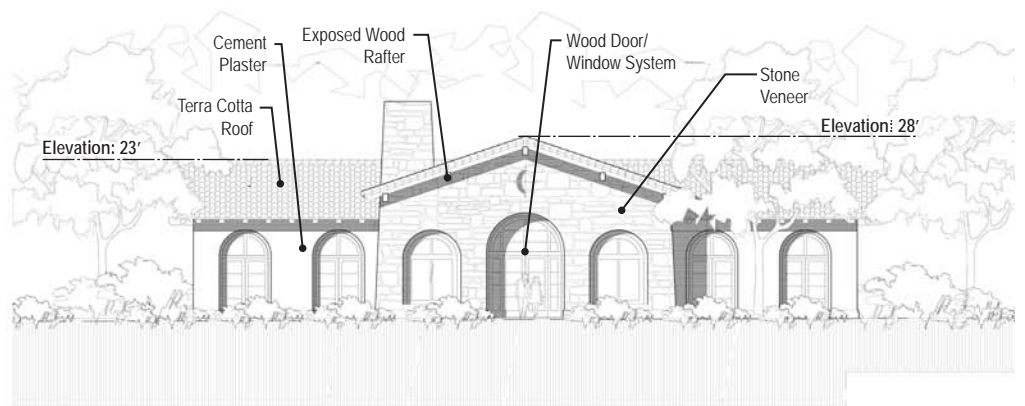 Cement
Plaster
Exposed Wood
Rafter
Wood Door/
Window System
Stone
Veneer
Terra Cotta
Roof
Elevation: 28'
Elevation: 23'